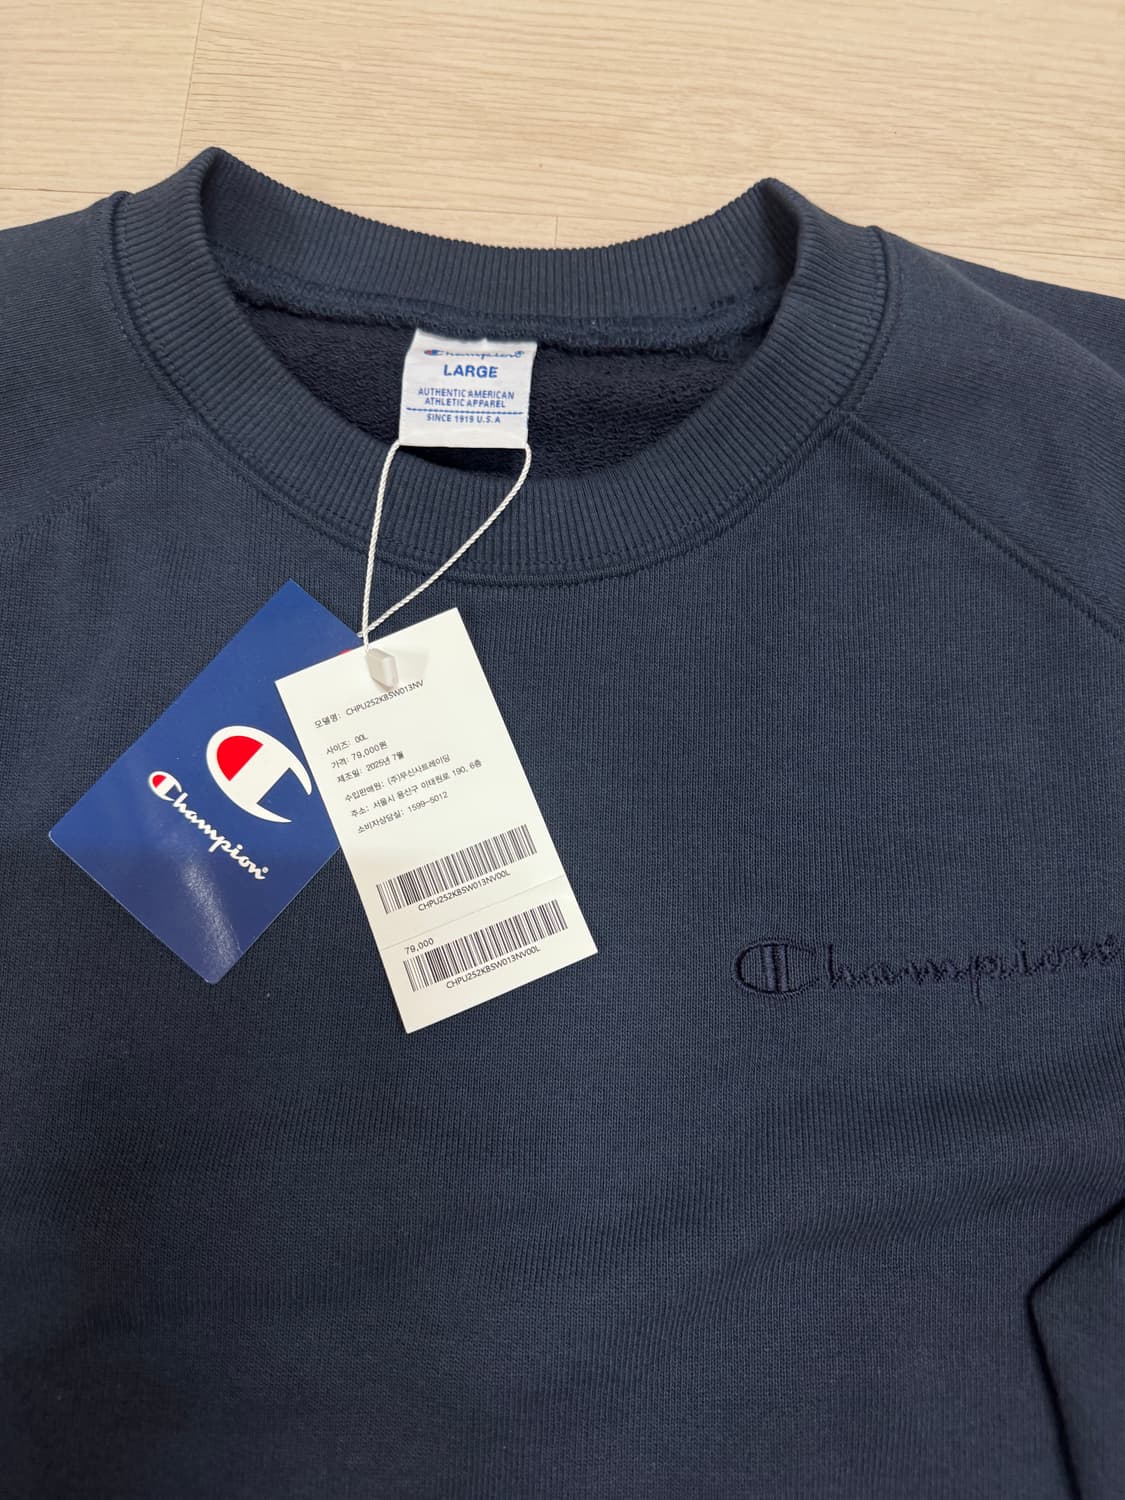 Champion®
LARGE
AUTHENTIC AMERICAN
ATHLETIC APPAREL
SINCE 1919 U.S.A
Champion®
모델명: CHPU252KBSW013NV
사이즈: 00L
가격: 79,000원
제조일: 2025년 7월
수입판매원: (주)무신사트레이딩
주소: 서울시 용산구 이태원로 190, 6층
소비자상담실: 1599-5012
CHPU252KBSW013NV00L
79,000
CHPU252KBSW013NV00L
Champion®